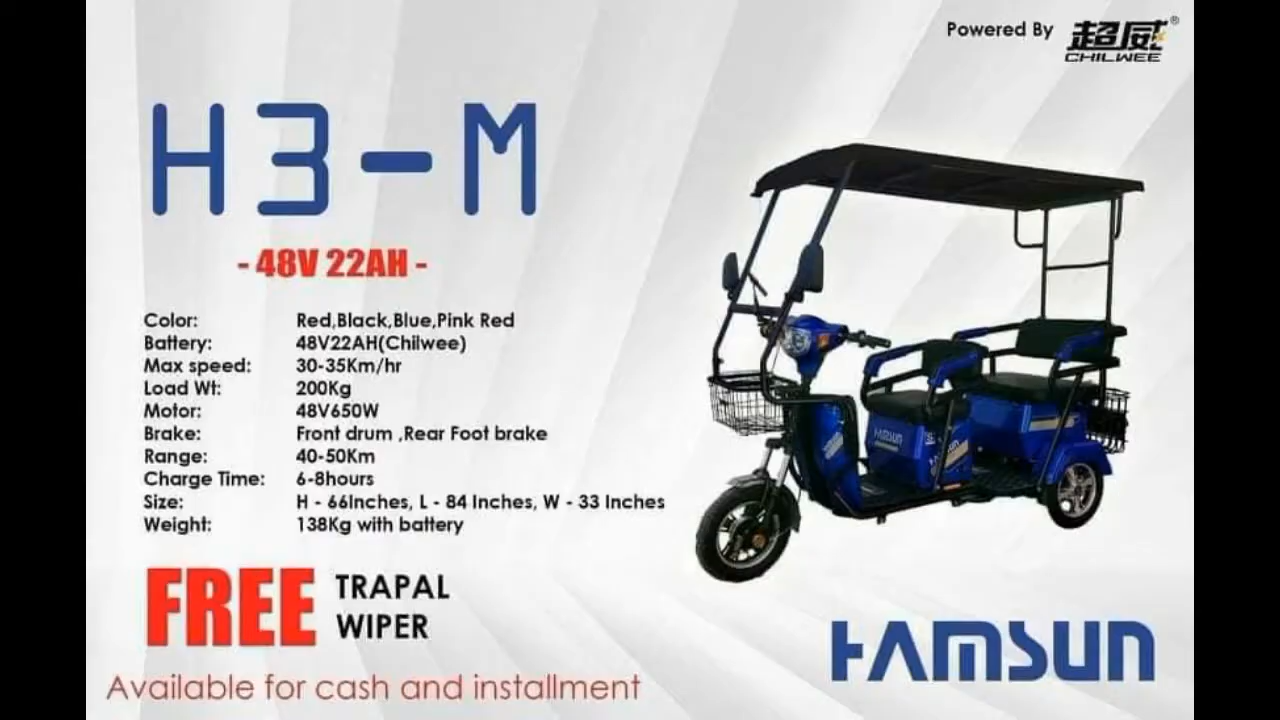 Powered By 超威®
CHILWEE
H3-M
- 48V 22AH -
Color: Red,Black,Blue,Pink Red
Battery: 48V22AH(Chilwee)
Max speed: 30-35Km/hr
Load Wt: 200Kg
Motor: 48V650W
Brake: Front drum ,Rear Foot brake
Range: 40-50Km
Charge Time: 6-8hours
Size: H - 66Inches, L - 84 Inches, W - 33 Inches
Weight: 138Kg with battery
FREE TRAPAL
WIPER
Available for cash and installment
HAMSUN
HAMSUN